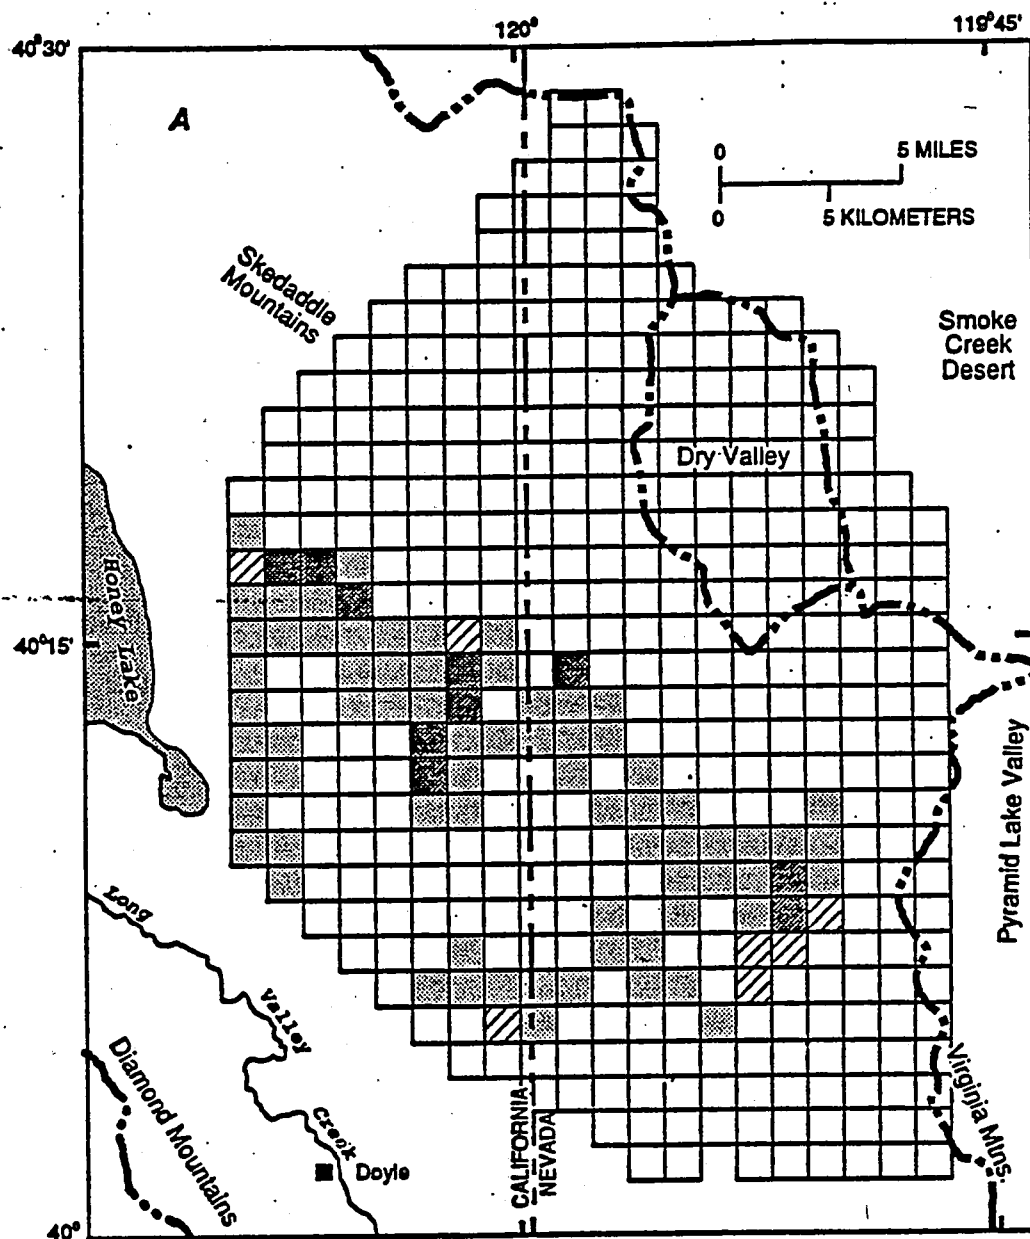 120°
119°45'
40°30'
A
0
5 MILES
0
5 KILOMETERS
Skedaddle
Mountains
Smoke
Creek
Desert
Dry Valley
Honey Lake
40°15'
Pyramid Lake Valley
Long
Valley
Creek
Diamond Mountains
Doyle
CALIFORNIA
NEVADA
Virginia Mtns.
40°